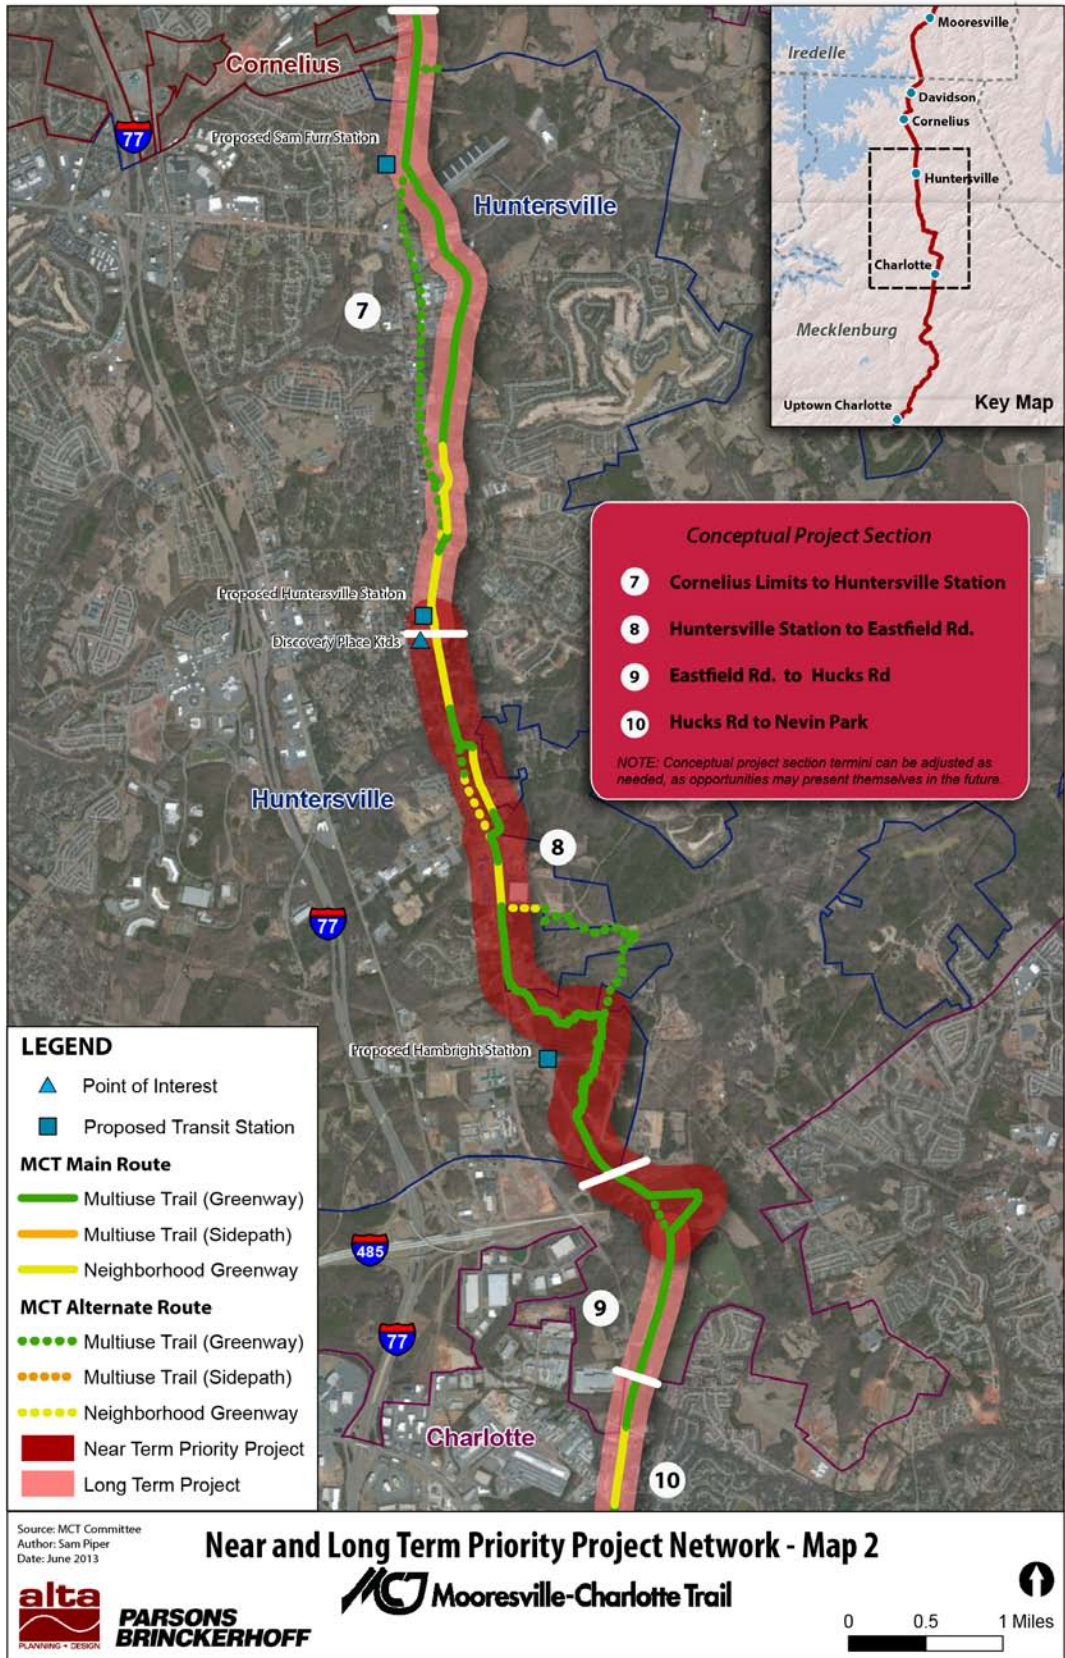 Cornelius
77
Proposed Sam Furr Station
Huntersville
7
Mooresville
Iredelle
Davidson
Cornelius
Huntersville
Charlotte
Mecklenburg
Uptown Charlotte
Key Map
Conceptual Project Section
7 Cornelius Limits to Huntersville Station
8 Huntersville Station to Eastfield Rd.
9 Eastfield Rd. to Hucks Rd
10 Hucks Rd to Nevin Park
NOTE: Conceptual project section termini can be adjusted as
needed, as opportunities may present themselves in the future.
Proposed Huntersville Station
Discovery Place Kids
Huntersville
8
77
Proposed Hambright Station
485
9
77
Charlotte
10
LEGEND
Point of Interest
Proposed Transit Station
MCT Main Route
Multiuse Trail (Greenway)
Multiuse Trail (Sidepath)
Neighborhood Greenway
MCT Alternate Route
Multiuse Trail (Greenway)
Multiuse Trail (Sidepath)
Neighborhood Greenway
Near Term Priority Project
Long Term Project
Source: MCT Committee
Author: Sam Piper
Date: June 2013
Near and Long Term Priority Project Network - Map 2
MCT Mooresville-Charlotte Trail
alta
PLANNING + DESIGN
PARSONS
BRINCKERHOFF
0 0.5 1 Miles